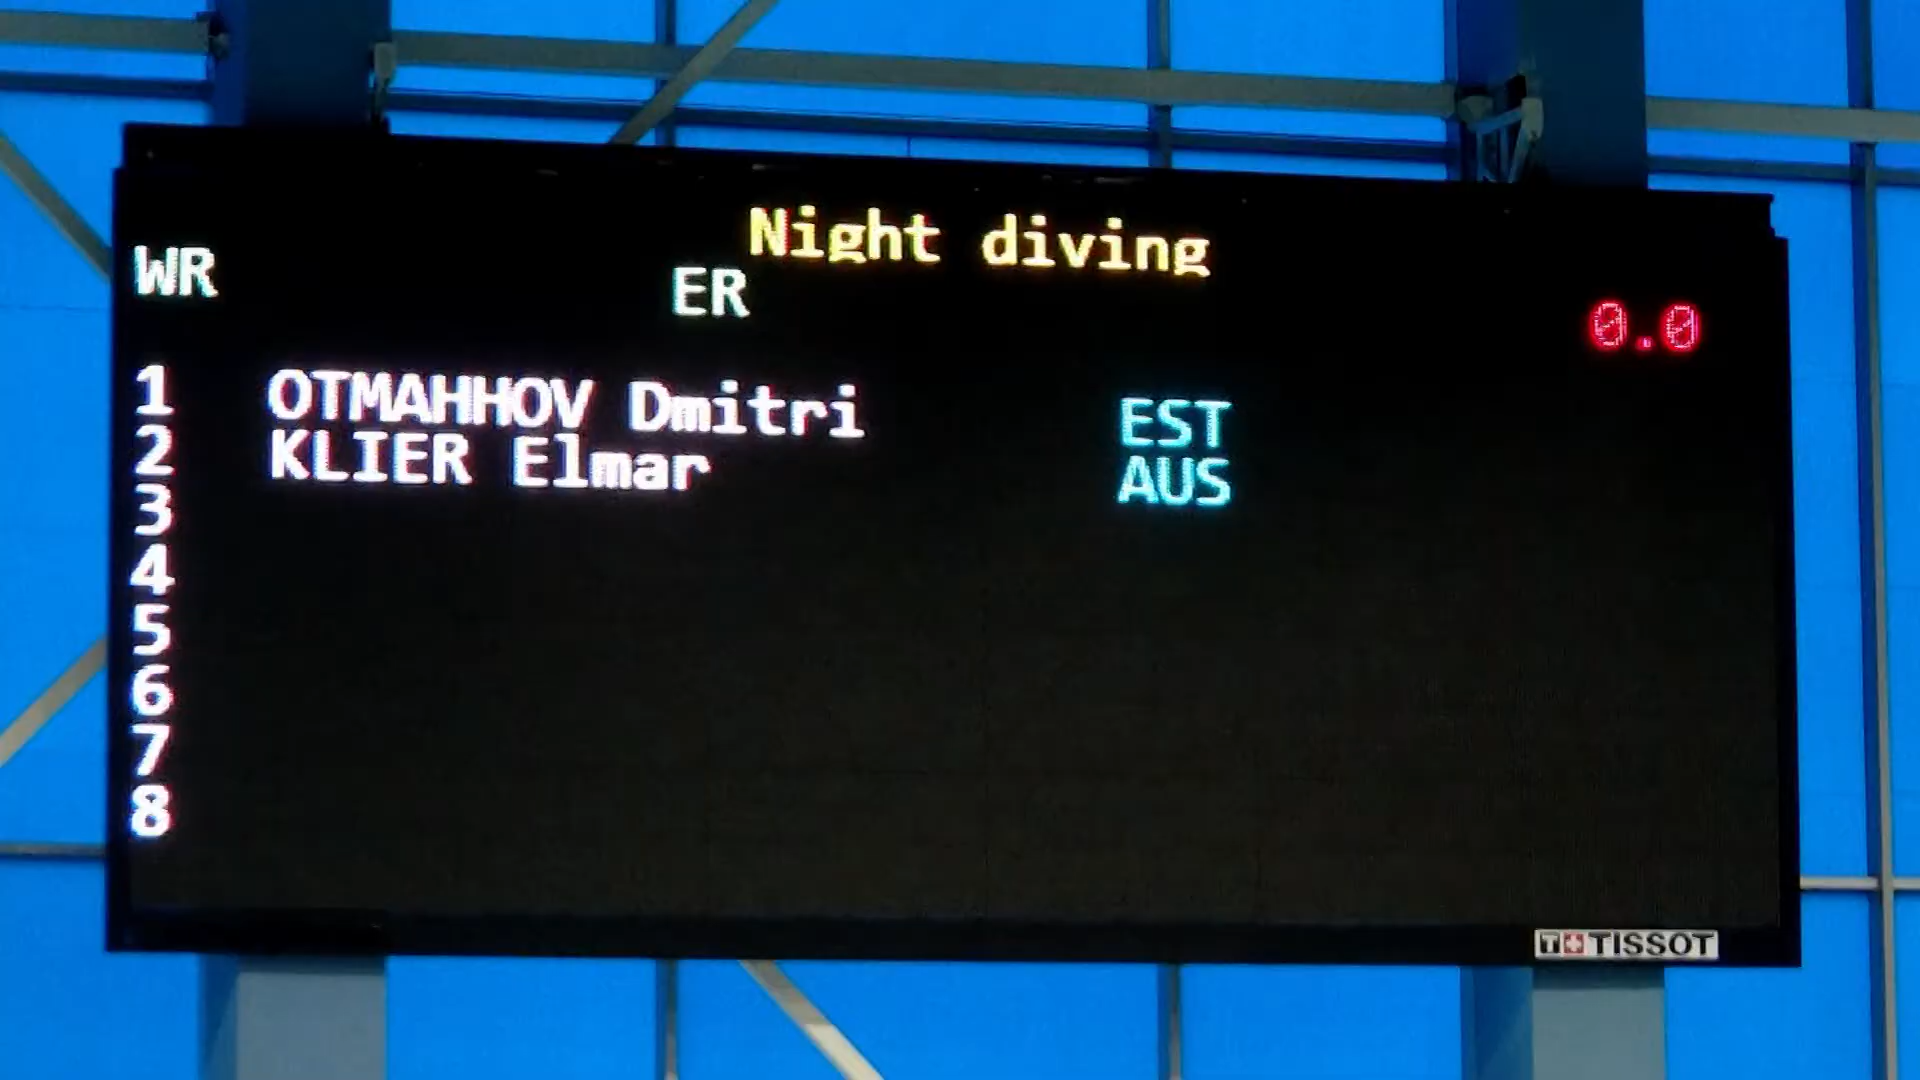 Night diving
WR ER
0.0
1 OTMAHHOV Dmitri EST
2 KLIER Elmar AUS
3
4
5
6
7
8
T+ TISSOT